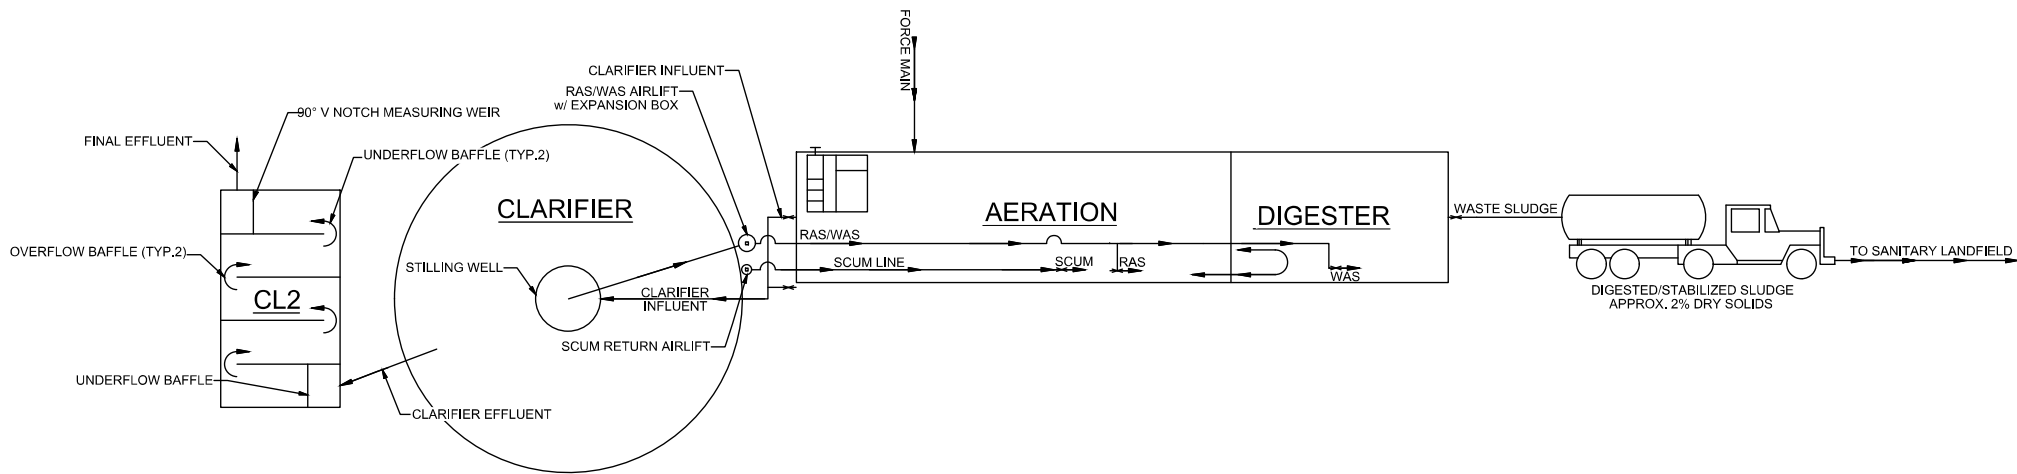 FORCE MAIN
CLARIFIER INFLUENT
RAS/WAS AIRLIFT
w/ EXPANSION BOX
90° V NOTCH MEASURING WEIR
FINAL EFFLUENT
UNDERFLOW BAFFLE (TYP.2)
CLARIFIER
AERATION
DIGESTER
WASTE SLUDGE
RAS/WAS
OVERFLOW BAFFLE (TYP.2)
STILLING WELL
SCUM LINE
SCUM
RAS
WAS
TO SANITARY LANDFIELD
CL2
CLARIFIER
INFLUENT
DIGESTED/STABILIZED SLUDGE
APPROX. 2% DRY SOLIDS
SCUM RETURN AIRLIFT
UNDERFLOW BAFFLE
CLARIFIER EFFLUENT